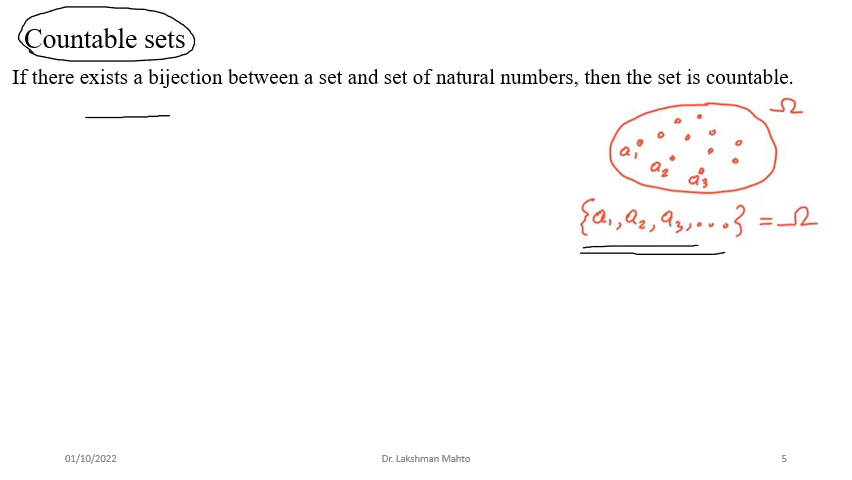 Countable sets
If there exists a bijection between a set and set of natural numbers, then the set is countable.
Ω
a₁
a₂
a₃
{a₁, a₂, a₃, ...} = Ω
01/10/2022 Dr. Lakshman Mahto 5